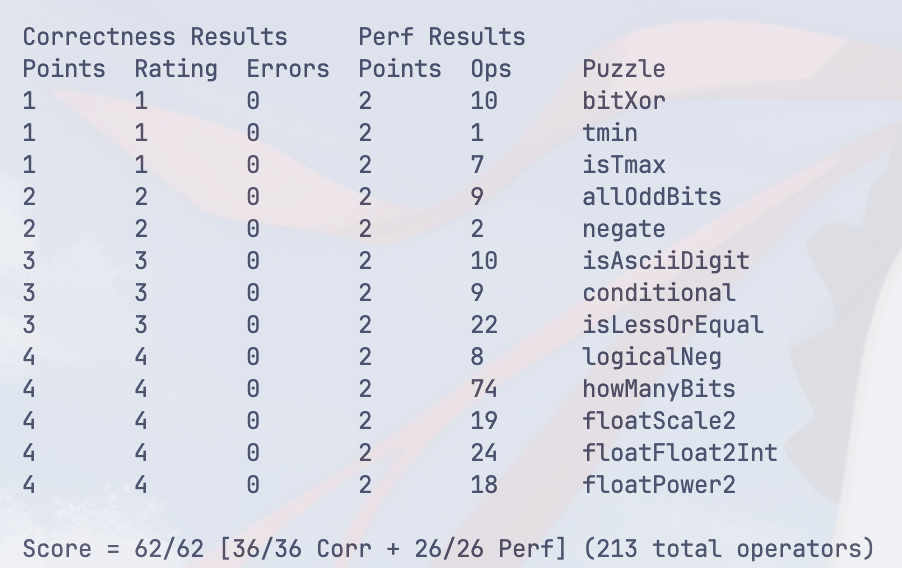 Correctness Results     Perf Results
Points  Rating  Errors  Points  Ops     Puzzle
1       1       0       2       10      bitXor
1       1       0       2       1       tmin
1       1       0       2       7       isTmax
2       2       0       2       9       allOddBits
2       2       0       2       2       negate
3       3       0       2       10      isAsciiDigit
3       3       0       2       9       conditional
3       3       0       2       22      isLessOrEqual
4       4       0       2       8       logicalNeg
4       4       0       2       74      howManyBits
4       4       0       2       19      floatScale2
4       4       0       2       24      floatFloat2Int
4       4       0       2       18      floatPower2
Score = 62/62 [36/36 Corr + 26/26 Perf] (213 total operators)